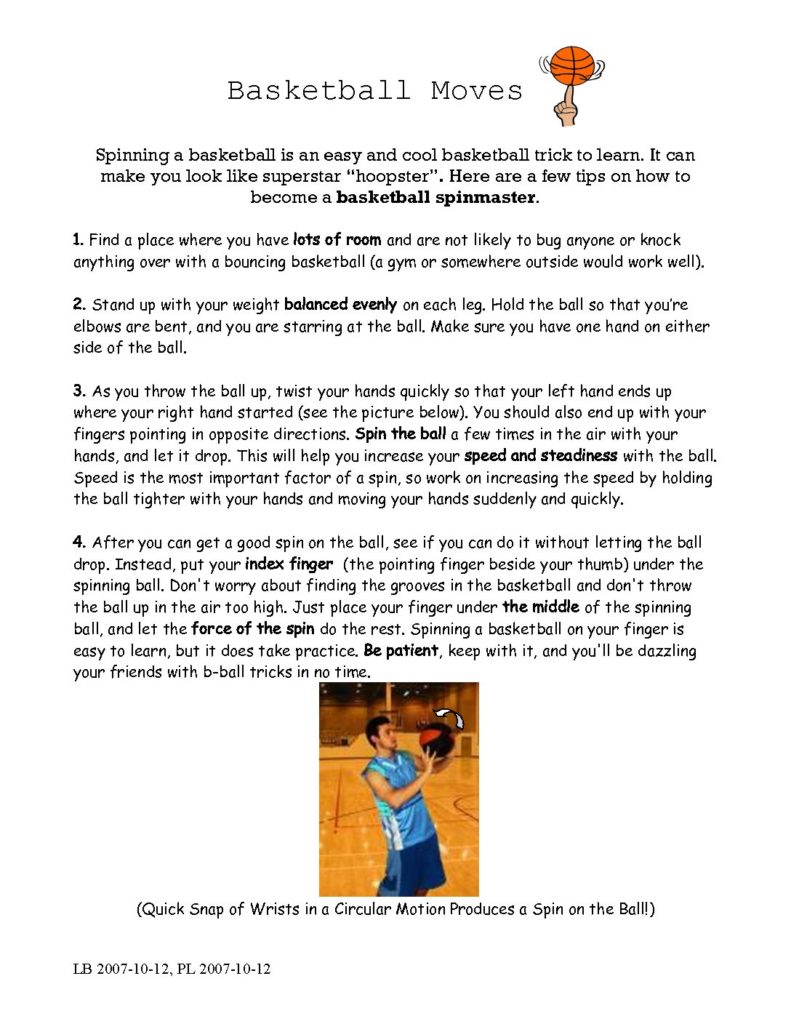 Basketball Moves
Spinning a basketball is an easy and cool basketball trick to learn. It can
make you look like superstar “hoopster”. Here are a few tips on how to
become a basketball spinmaster.
1. Find a place where you have lots of room and are not likely to bug anyone or knock
anything over with a bouncing basketball (a gym or somewhere outside would work well).
2. Stand up with your weight balanced evenly on each leg. Hold the ball so that you’re
elbows are bent, and you are starring at the ball. Make sure you have one hand on either
side of the ball.
3. As you throw the ball up, twist your hands quickly so that your left hand ends up
where your right hand started (see the picture below). You should also end up with your
fingers pointing in opposite directions. Spin the ball a few times in the air with your
hands, and let it drop. This will help you increase your speed and steadiness with the ball.
Speed is the most important factor of a spin, so work on increasing the speed by holding
the ball tighter with your hands and moving your hands suddenly and quickly.
4. After you can get a good spin on the ball, see if you can do it without letting the ball
drop. Instead, put your index finger (the pointing finger beside your thumb) under the
spinning ball. Don't worry about finding the grooves in the basketball and don't throw
the ball up in the air too high. Just place your finger under the middle of the spinning
ball, and let the force of the spin do the rest. Spinning a basketball on your finger is
easy to learn, but it does take practice. Be patient, keep with it, and you'll be dazzling
your friends with b-ball tricks in no time.
(Quick Snap of Wrists in a Circular Motion Produces a Spin on the Ball!)
LB 2007-10-12, PL 2007-10-12